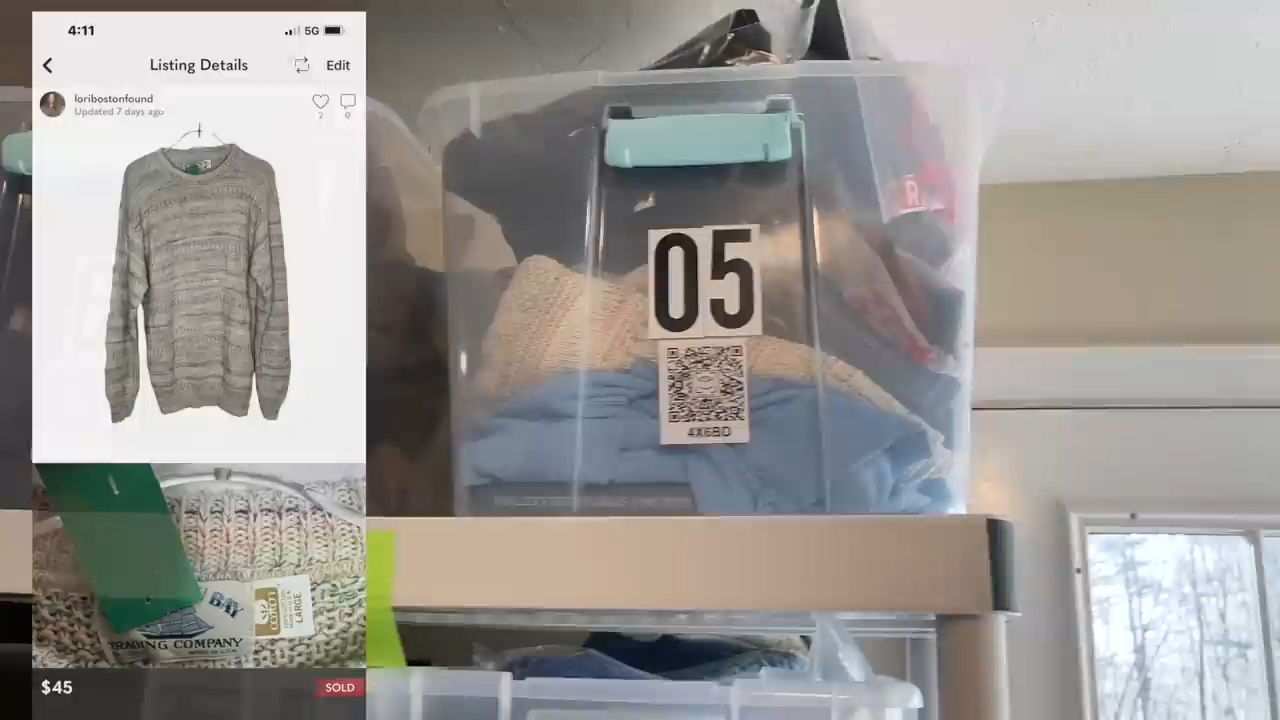 4:11
5G
Listing Details
Edit
loribostonfound
Updated 7 days ago
2
0
BAY
TRADING COMPANY
LARGE
$45
SOLD
R
05
4X6BD